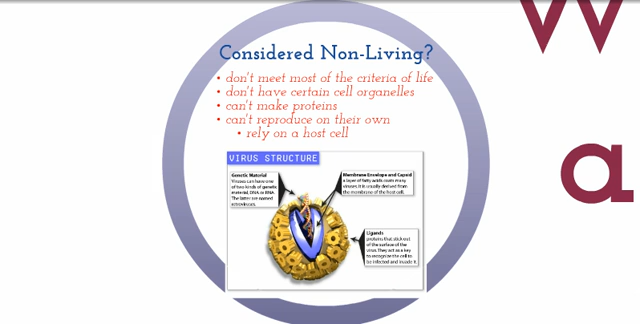 W
Considered Non-Living?
• don't meet most of the criteria of life
• don't have certain cell organelles
• can't make proteins
• can't reproduce on their own
• rely on a host cell
a
VIRUS STRUCTURE
Genetic Material
Viruses can have one
of two kinds of genetic
material, DNA or RNA.
The latter are named
retroviruses.
Membrane Envelope and Capsid
a layer of fatty acids coats many
viruses. It is usually derived from
the membrane of the host cell.
Ligands
proteins that stick out
of the surface of the
virus. They act as a key
to recognize the cell to
be infected and invade it.